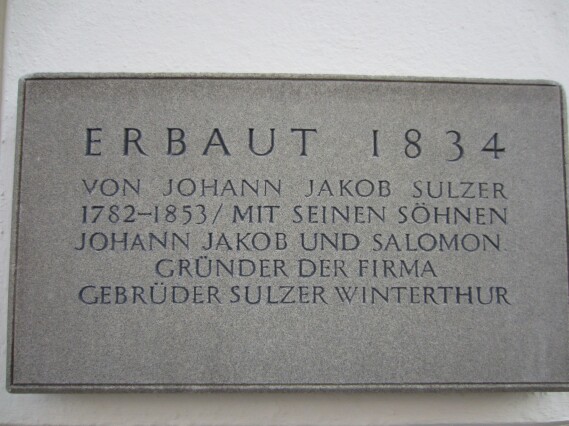 ERBAUT 1834
VON JOHANN JAKOB SULZER
1782-1853/MIT SEINEN SÖHNEN
JOHANN JAKOB UND SALOMON.
GRÜNDER DER FIRMA
GEBRÜDER SULZER WINTERTHUR